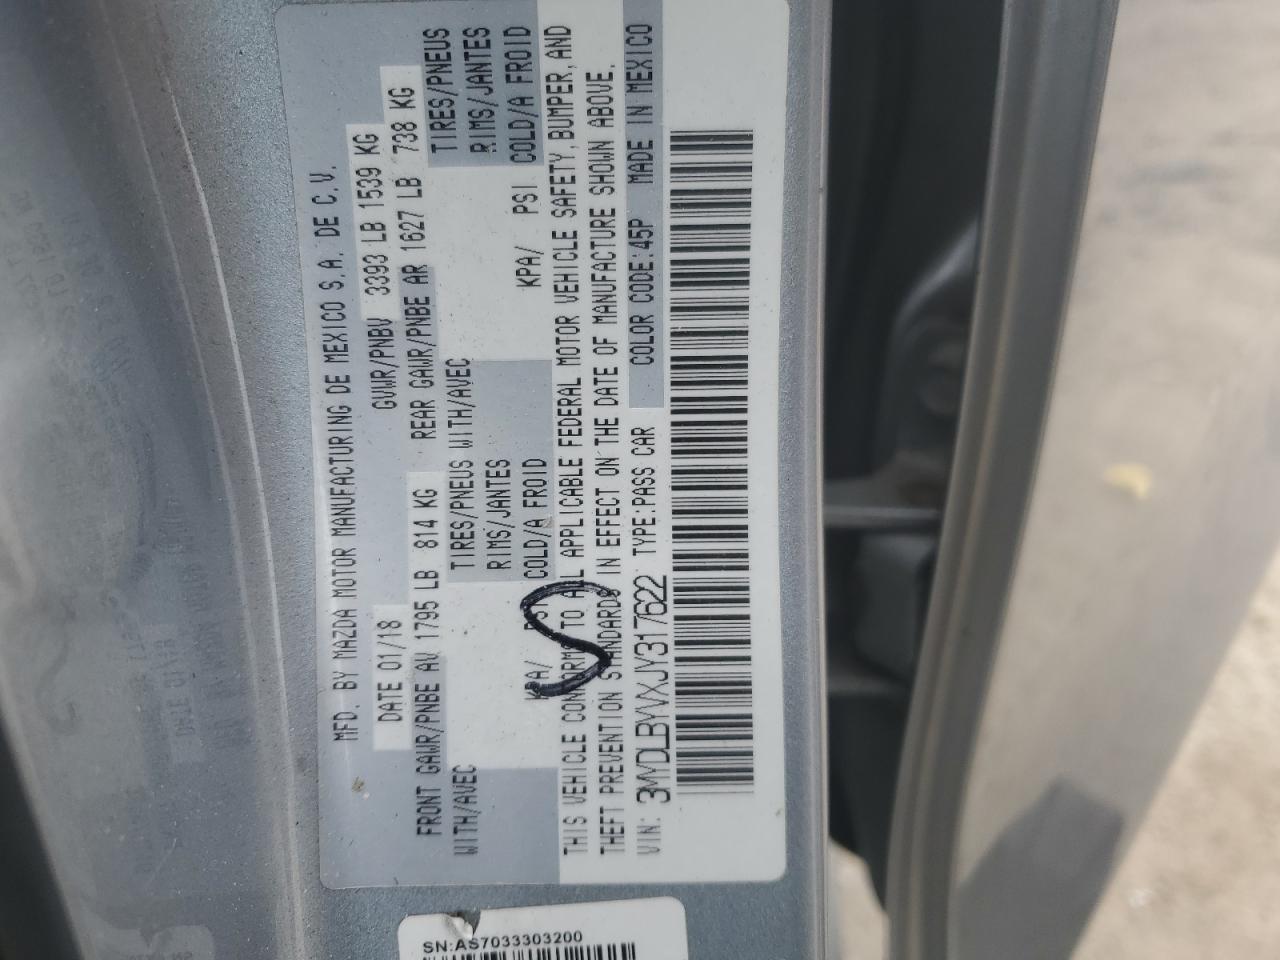 MFD. BY MAZDA MOTOR MANUFACTURING DE MEXICO S.A. DE C.V.
DATE 01/18 GVWR/PNBV 3393 LB 1539 KG
FRONT GAWR/PNBE AV 1795 LB 814 KG REAR GAWR/PNBE AR 1627 LB 738 KG
WITH/AVEC TIRES/PNEUS WITH/AVEC TIRES/PNEUS
RIMS/JANTES RIMS/JANTES
KPA/ PSI COLD/A FROID KPA/ PSI COLD/A FROID
THIS VEHICLE CONFORMS TO ALL APPLICABLE FEDERAL MOTOR VEHICLE SAFETY, BUMPER, AND
THEFT PREVENTION STANDARDS IN EFFECT ON THE DATE OF MANUFACTURE SHOWN ABOVE.
VIN: 3MYDLBYVXJY317622 TYPE:PASS CAR COLOR CODE:45P MADE IN MEXICO
SN:AS7033303200